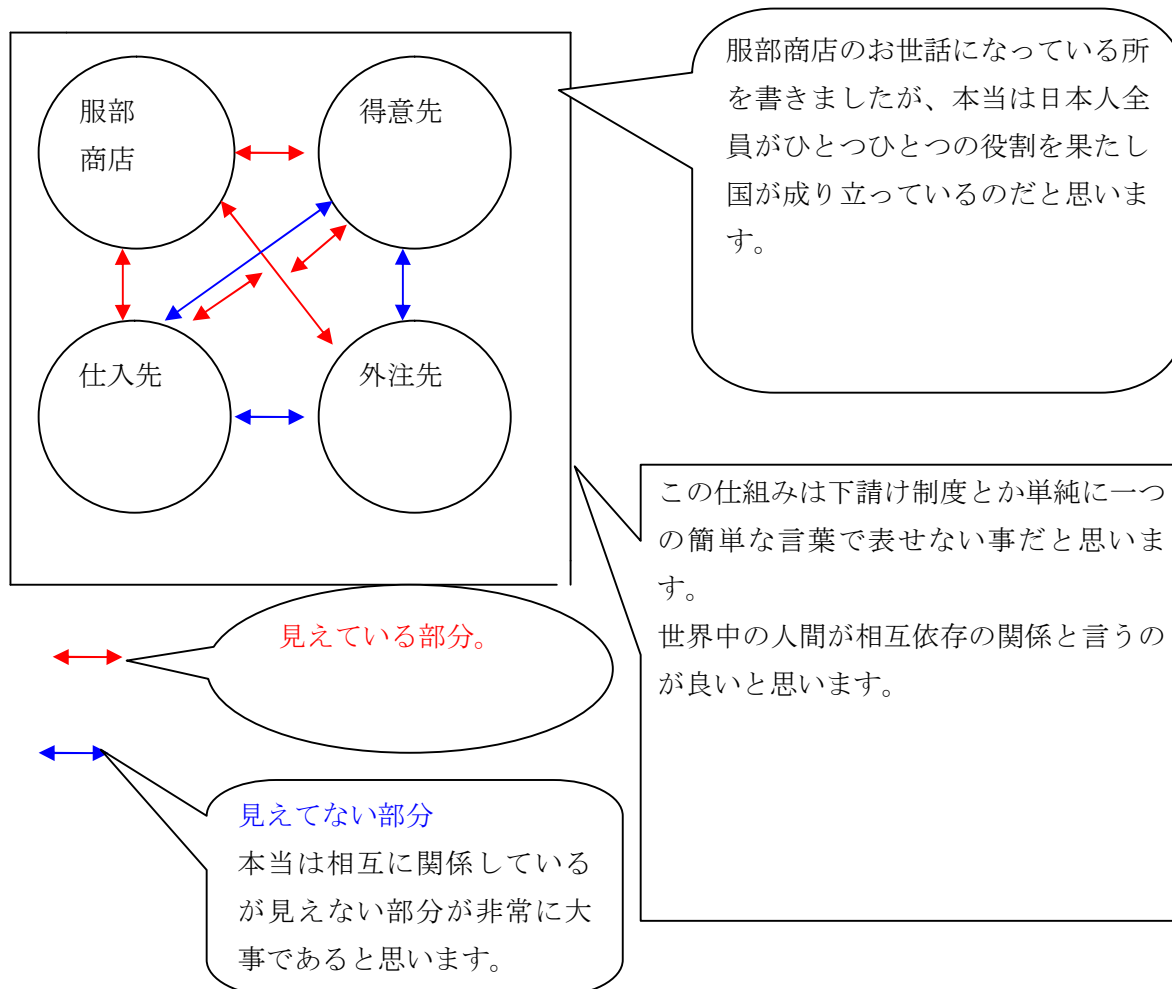 服部
商店
得意先
仕入先
外注先
服部商店のお世話になっている所
を書きましたが、本当は日本人全
員がひとつひとつの役割を果たし
国が成り立っているのだと思いま
す。
この仕組みは下請け制度とか単純に一つ
の簡単な言葉で表せない事だと思いま
す。
世界中の人間が相互依存の関係と言うの
が良いと思います。
見えている部分。
見えてない部分
本当は相互に関係している
が見えない部分が非常に大
事であると思います。